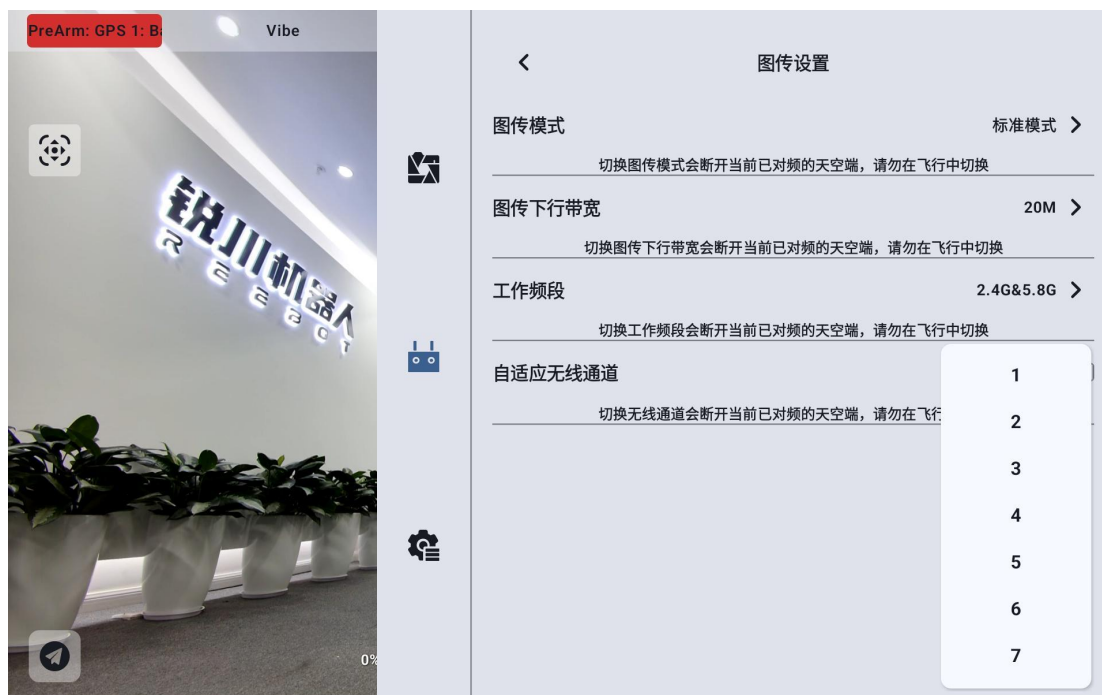 PreArm: GPS 1: Ba
Vibe
锐川机器人
REEBOT
0%
图传设置
图传模式
标准模式
切换图传模式会断开当前已对频的天空端，请勿在飞行中切换
图传下行带宽
20M
切换图传下行带宽会断开当前已对频的天空端，请勿在飞行中切换
工作频段
2.4G&5.8G
切换工作频段会断开当前已对频的天空端，请勿在飞行中切换
自适应无线通道
切换无线通道会断开当前已对频的天空端，请勿在飞行
1
2
3
4
5
6
7